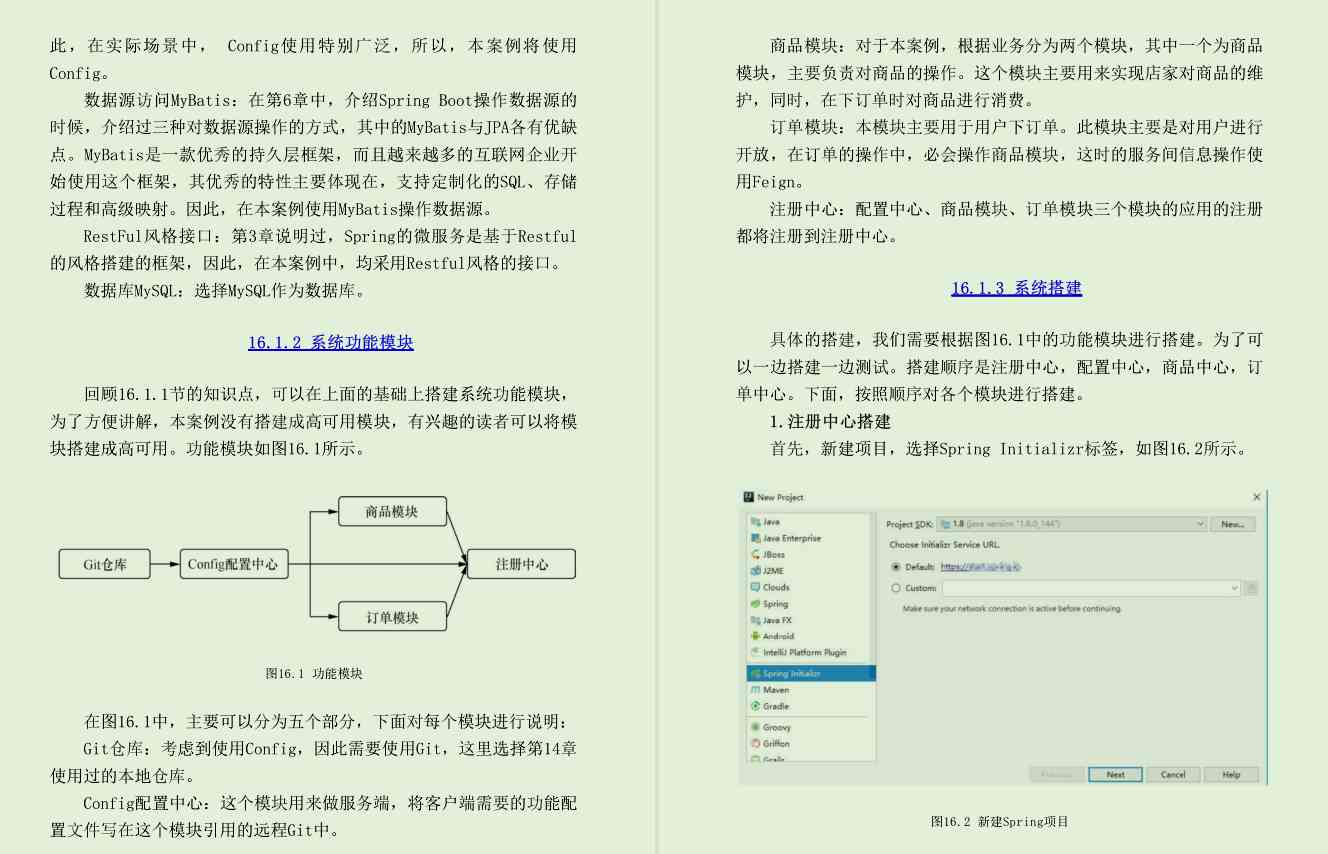 此，在实际场景中， Config使用特别广泛，所以，本案例将使用
Config。
数据源访问MyBatis：在第6章中，介绍Spring Boot操作数据源的
时候，介绍过三种对数据源操作的方式，其中的MyBatis与JPA各有优缺
点。MyBatis是一款优秀的持久层框架，而且越来越多的互联网企业开
始使用这个框架，其优秀的特性主要体现在，支持定制化的SQL、存储
过程和高级映射。因此，在本案例使用MyBatis操作数据源。
RestFul风格接口：第3章说明过，Spring的微服务是基于Restful
的风格搭建的框架，因此，在本案例中，均采用Restful风格的接口。
数据库MySQL：选择MySQL作为数据库。
16.1.2 系统功能模块
回顾16.1.1节的知识点，可以在上面的基础上搭建系统功能模块，
为了方便讲解，本案例没有搭建成高可用模块，有兴趣的读者可以将模
块搭建成高可用。功能模块如图16.1所示。
商品模块
Git仓库
Config配置中心
注册中心
订单模块
图16.1 功能模块
在图16.1中，主要可以分为五个部分，下面对每个模块进行说明：
Git仓库：考虑到使用Config，因此需要使用Git，这里选择第14章
使用过的本地仓库。
Config配置中心：这个模块用来做服务端，将客户端需要的功能配
置文件写在这个模块引用的远程Git中。
商品模块：对于本案例，根据业务分为两个模块，其中一个为商品
模块，主要负责对商品的操作。这个模块主要用来实现店家对商品的维
护，同时，在下订单时对商品进行消费。
订单模块：本模块主要用于用户下订单。此模块主要是对用户进行
开放，在订单的操作中，必会操作商品模块，这时的服务间信息操作使
用Feign。
注册中心：配置中心、商品模块、订单模块三个模块的应用的注册
都将注册到注册中心。
16.1.3 系统搭建
具体的搭建，我们需要根据图16.1中的功能模块进行搭建。为了可
以一边搭建一边测试。搭建顺序是注册中心，配置中心，商品中心，订
单中心。下面，按照顺序对各个模块进行搭建。
1.注册中心搭建
首先，新建项目，选择Spring Initializr标签，如图16.2所示。
New Project
Java
Java Enterprise
JBoss
J2ME
Clouds
Spring
Java FX
Android
IntelliJ Platform Plugin
Spring Initializr
Maven
Gradle
Groovy
Griffon
Grails
Project SDK: 1.8 (java version "1.8.0_144") New...
Choose Initializr Service URL.
Default: https://start.spring.io
Custom:
Make sure your network connection is active before continuing.
Previous Next Cancel Help
图16.2 新建Spring项目